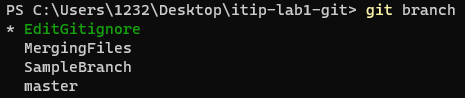 PS C:\Users\1232\Desktop\itip-lab1-git> git branch
* EditGitignore
  MergingFiles
  SampleBranch
  master